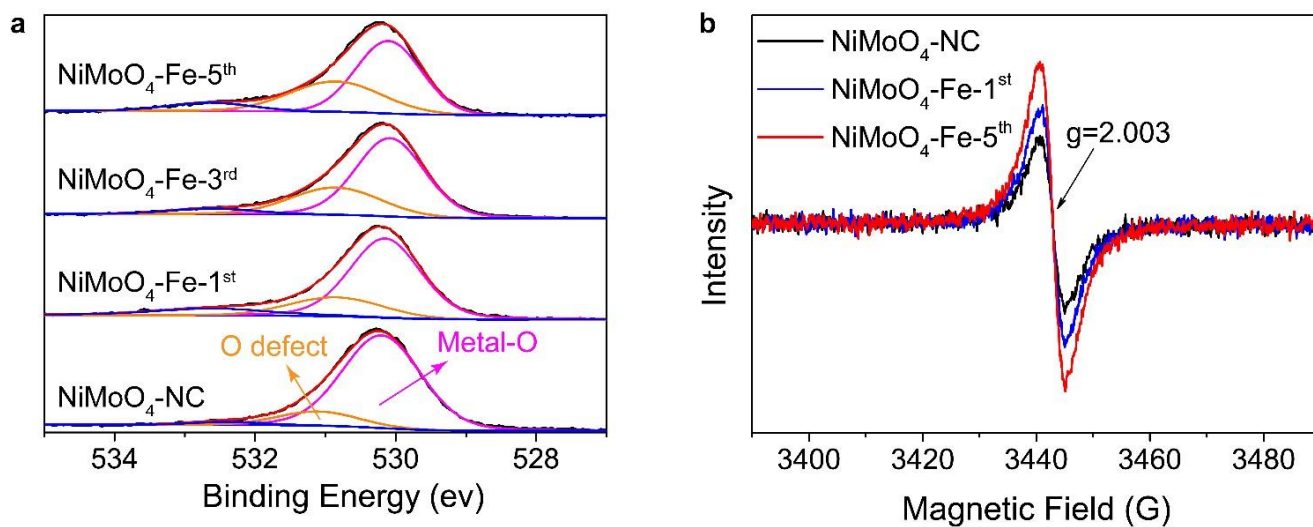 a
NiMoO₄-Fe-5ᵗʰ
NiMoO₄-Fe-3ʳᵈ
NiMoO₄-Fe-1ˢᵗ
O defect
Metal-O
NiMoO₄-NC
534 532 530 528
Binding Energy (ev)
b
NiMoO₄-NC
NiMoO₄-Fe-1ˢᵗ
NiMoO₄-Fe-5ᵗʰ
g=2.003
Intensity
3400 3420 3440 3460 3480
Magnetic Field (G)